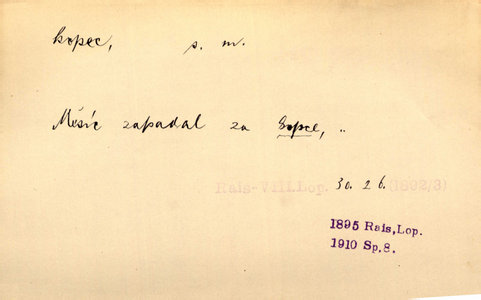 kopec, s. m.
Měsíc zapadal za kopce, ..
Rais-VIII.Lop. 30. 26. (1892/3)
1895 Rais,Lop.
1910 Sp.8.